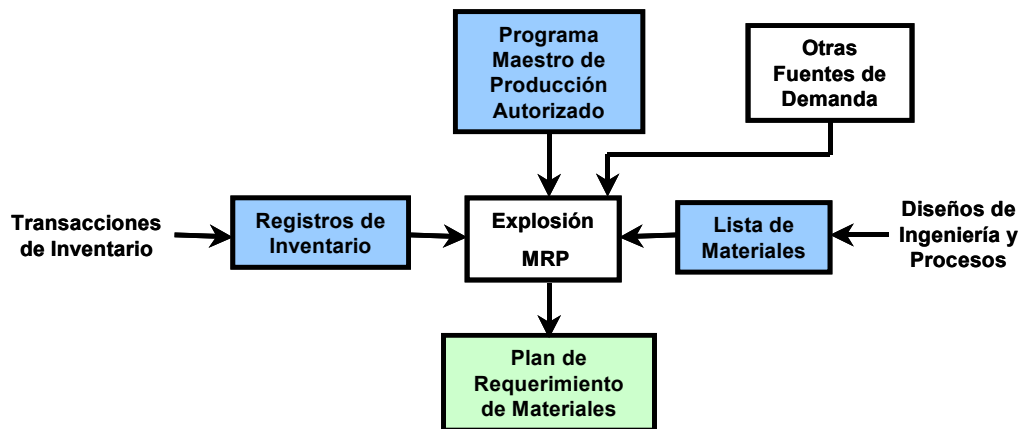 Programa
Maestro de
Producción
Autorizado
Otras
Fuentes de
Demanda
Transacciones
de Inventario
Registros de
Inventario
Explosión
MRP
Lista de
Materiales
Diseños de
Ingeniería y
Procesos
Plan de
Requerimiento
de Materiales